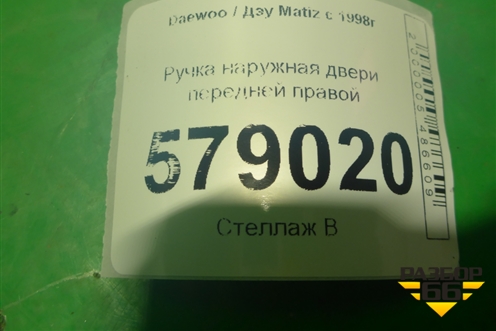 Daewoo / Дэу Matiz с 1998г
Ручка наружная двери
передней правой
579020
Стеллаж В
2000005486609
РАЗБОР
66